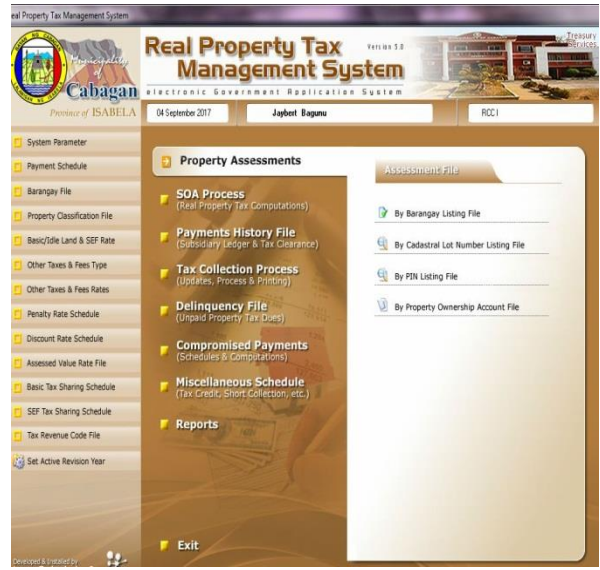 eal Property Tax Management System
Municipality
of
Cabagan
Province of ISABELA
Real Property Tax
Version 3.0
Management System
electronic Government Application System
Treasury
Services
04 September 2017
Jaybert Bagunu
RCC I
System Parameter
Payment Schedule
Barangay File
Property Classification File
Basic/Idle Land & SEF Rate
Other Taxes & Fees Type
Other Taxes & Fees Rates
Penalty Rate Schedule
Discount Rate Schedule
Assessed Value Rate File
Basic Tax Sharing Schedule
SEF Tax Sharing Schedule
Tax Revenue Code File
Set Active Revision Year
Developed & Installed by
Property Assessments
SOA Process
(Real Property Tax Computations)
Payments History File
(Subsidiary Ledger & Tax Clearance)
Tax Collection Process
(Updates, Process & Printing)
Delinquency File
(Unpaid Property Tax Dues)
Compromised Payments
(Schedules & Computations)
Miscellaneous Schedule
(Tax Credit, Short Collection, etc.)
Reports
Exit
Assessment File
By Barangay Listing File
By Cadastral Lot Number Listing File
By PIN Listing File
By Property Ownership Account File